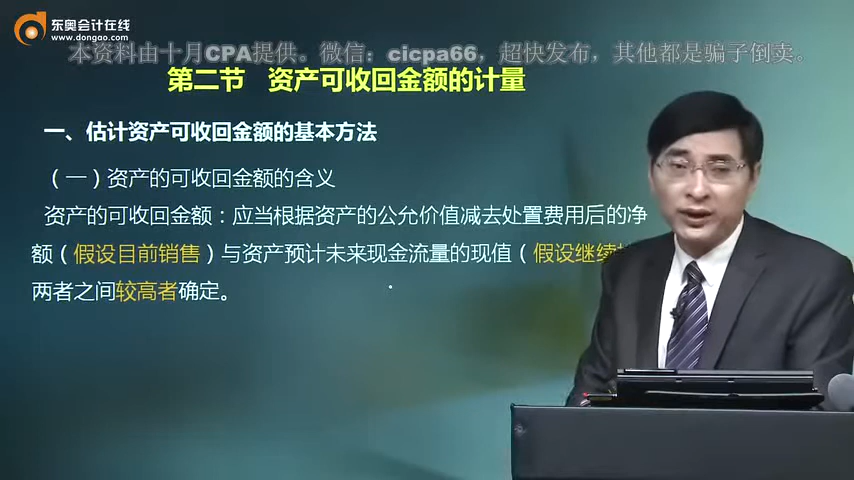 东奥会计在线
www.dongao.com
本资料由十月CPA提供。微信：cicpa66，超快发布，其他都是骗子倒卖。
第二节 资产可收回金额的计量
一、估计资产可收回金额的基本方法
（一）资产的可收回金额的含义
资产的可收回金额：应当根据资产的公允价值减去处置费用后的净
额（假设目前销售）与资产预计未来现金流量的现值（假设继续
两者之间较高者确定。